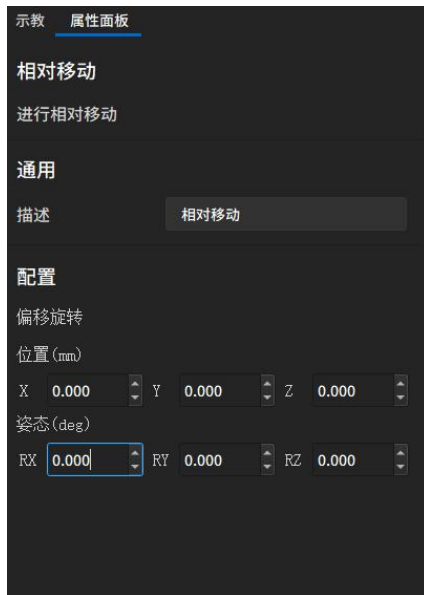 示教 属性面板
相对移动
进行相对移动
通用
描述 相对移动
配置
偏移旋转
位置(mm)
X 0.000 Y 0.000 Z 0.000
姿态(deg)
RX 0.000 RY 0.000 RZ 0.000